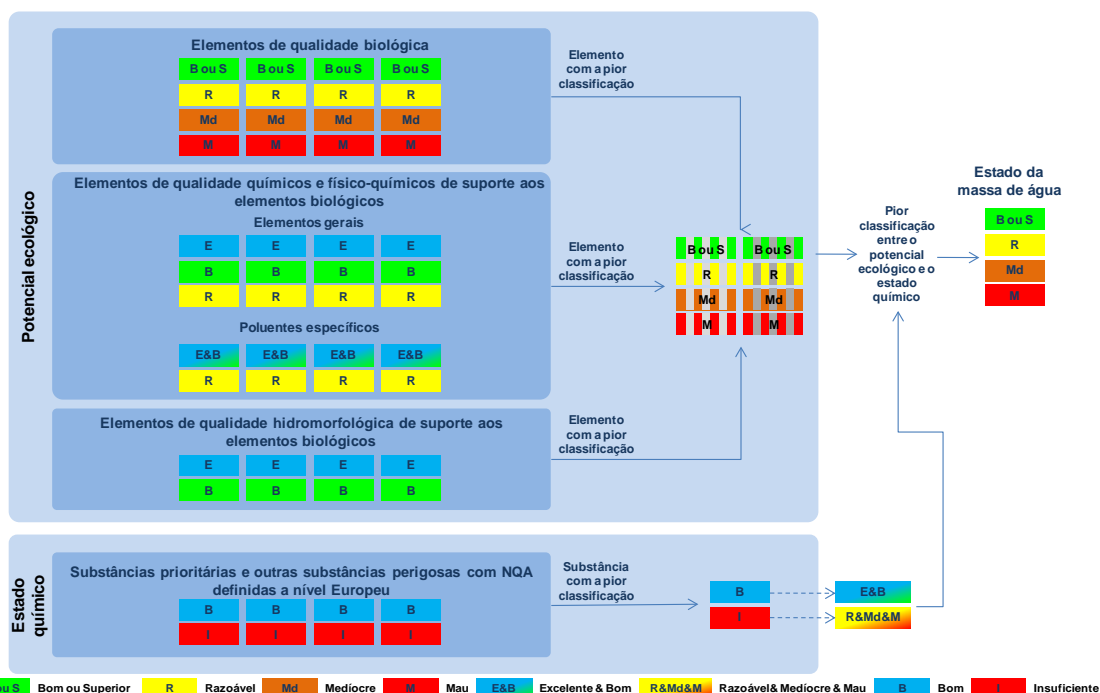 Potencial ecológico
Elementos de qualidade biológica
B ou S B ou S B ou S B ou S
R R R R
Md Md Md Md
M M M M
Elemento
com a pior
classificação
Elementos de qualidade químicos e físico-químicos de suporte aos
elementos biológicos
Elementos gerais
E E E E
B B B B
R R R R
Poluentes específicos
E&B E&B E&B E&B
R R R R
Elemento
com a pior
classificação
Elementos de qualidade hidromorfológica de suporte aos
elementos biológicos
E E E E
B B B B
Elemento
com a pior
classificação
B ou S B ou S
R R
Md Md
M M
Pior
classificação
entre o
potencial
ecológico e o
estado
químico
Estado da
massa de água
B ou S
R
Md
M
Estado
químico
Substâncias prioritárias e outras substâncias perigosas com NQA
definidas a nível Europeu
B B B B
I I I I
Substância
com a pior
classificação
B E&B
I R&Md&M
ou S Bom ou Superior R Razoável Md Medíocre M Mau E&B Excelente & Bom R&Md&M Razoável& Medíocre & Mau B Bom I Insuficiente